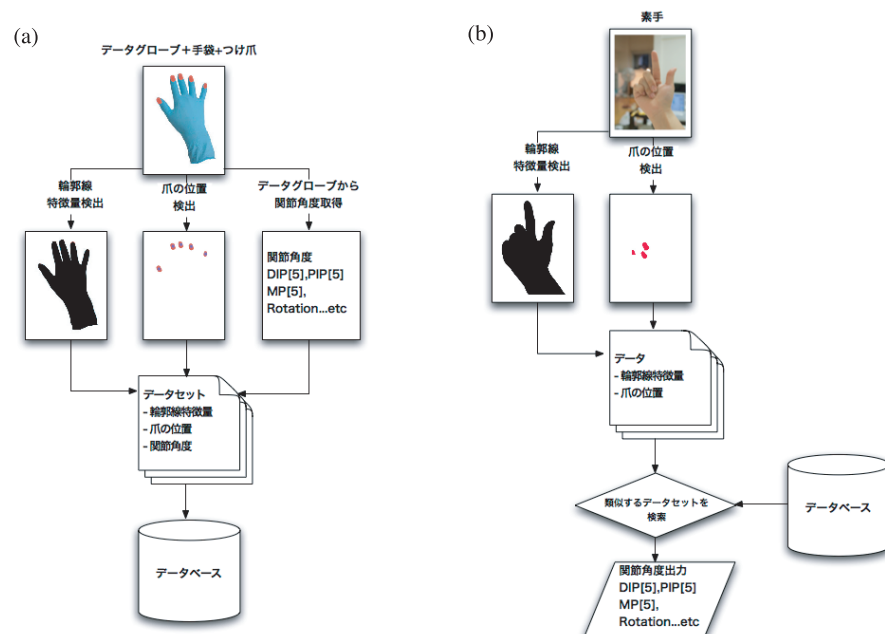 (a)
データグローブ+手袋+つけ爪
輪郭線
特徴量検出
爪の位置
検出
データグローブから
関節角度取得
関節角度
DIP[5],PIP[5]
MP[5],
Rotation...etc
データセット
- 輪郭線特徴量
- 爪の位置
- 関節角度
データベース
(b)
素手
輪郭線
特徴量検出
爪の位置
検出
データ
- 輪郭線特徴量
- 爪の位置
類似するデータセットを
検索
データベース
関節角度出力
DIP[5],PIP[5]
MP[5],
Rotation...etc